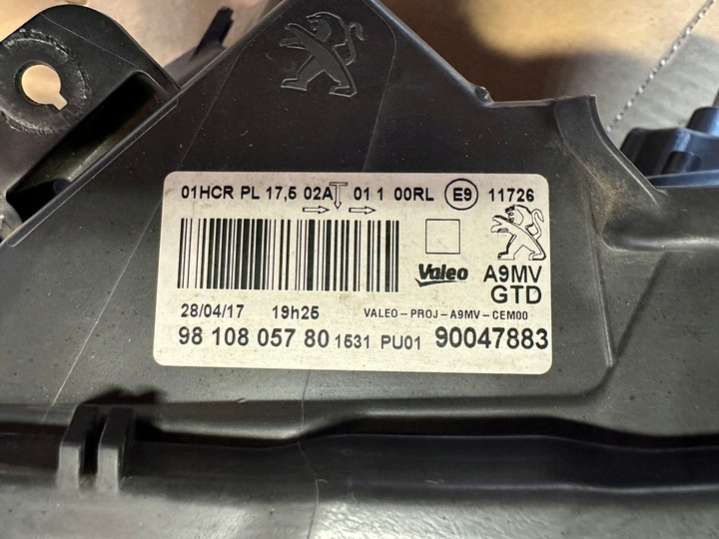 01HCR PL 17,5 02A 01 1 00RL E9 11726
Valeo A9MV
GTD
28/04/17 19h25 VALEO-PROJ-A9MV-CEM00
98 108 057 80 1531 PU01 90047883